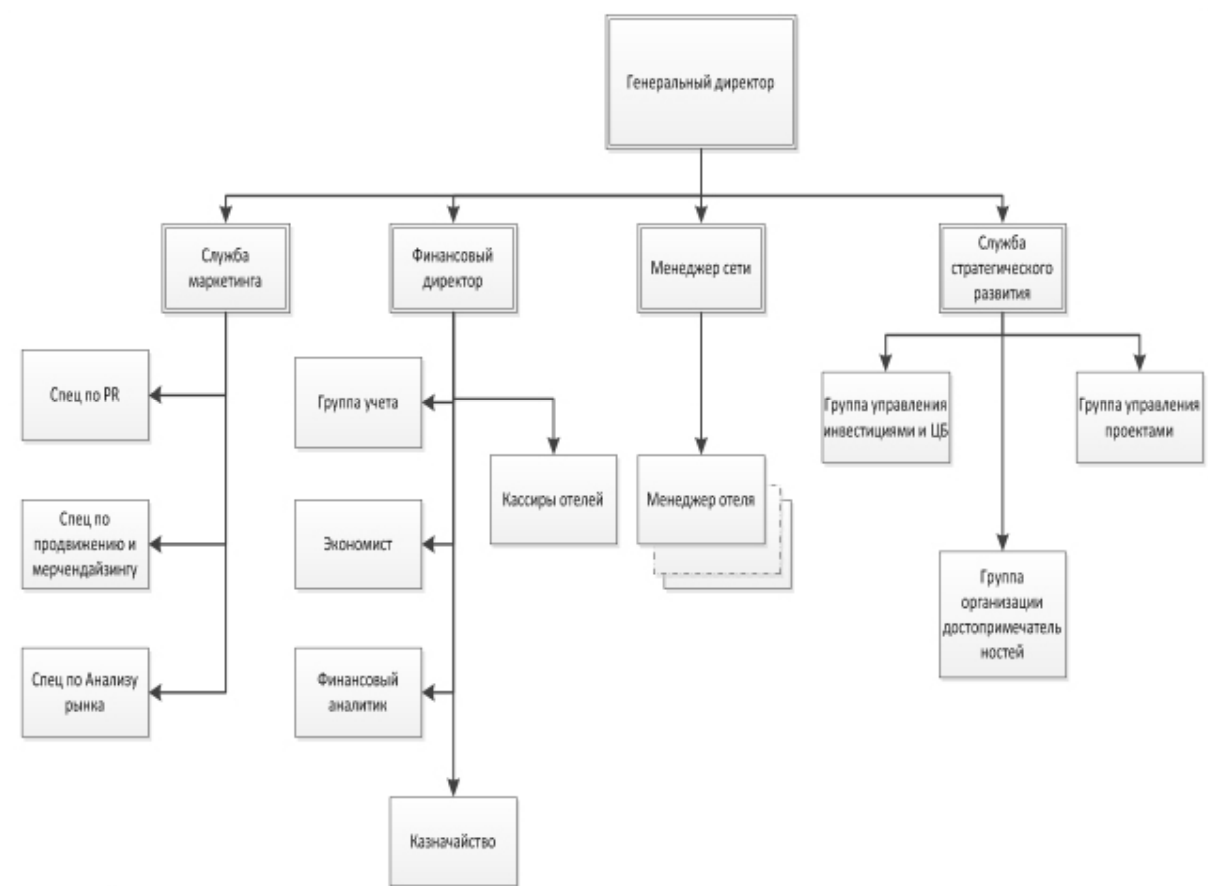 Генеральный директор
Служба
маркетинга
Финансовый
директор
Менеджер сети
Служба
стратегического
развития
Спец по PR
Группа учета
Группа управления
инвестициями и ЦБ
Группа управления
проектами
Кассиры отелей
Менеджер отеля
Спец по
продвижению и
мерчендайзингу
Экономист
Группа
организации
достопримечатель
ностей
Спец по Анализу
рынка
Финансовый
аналитик
Казначайство